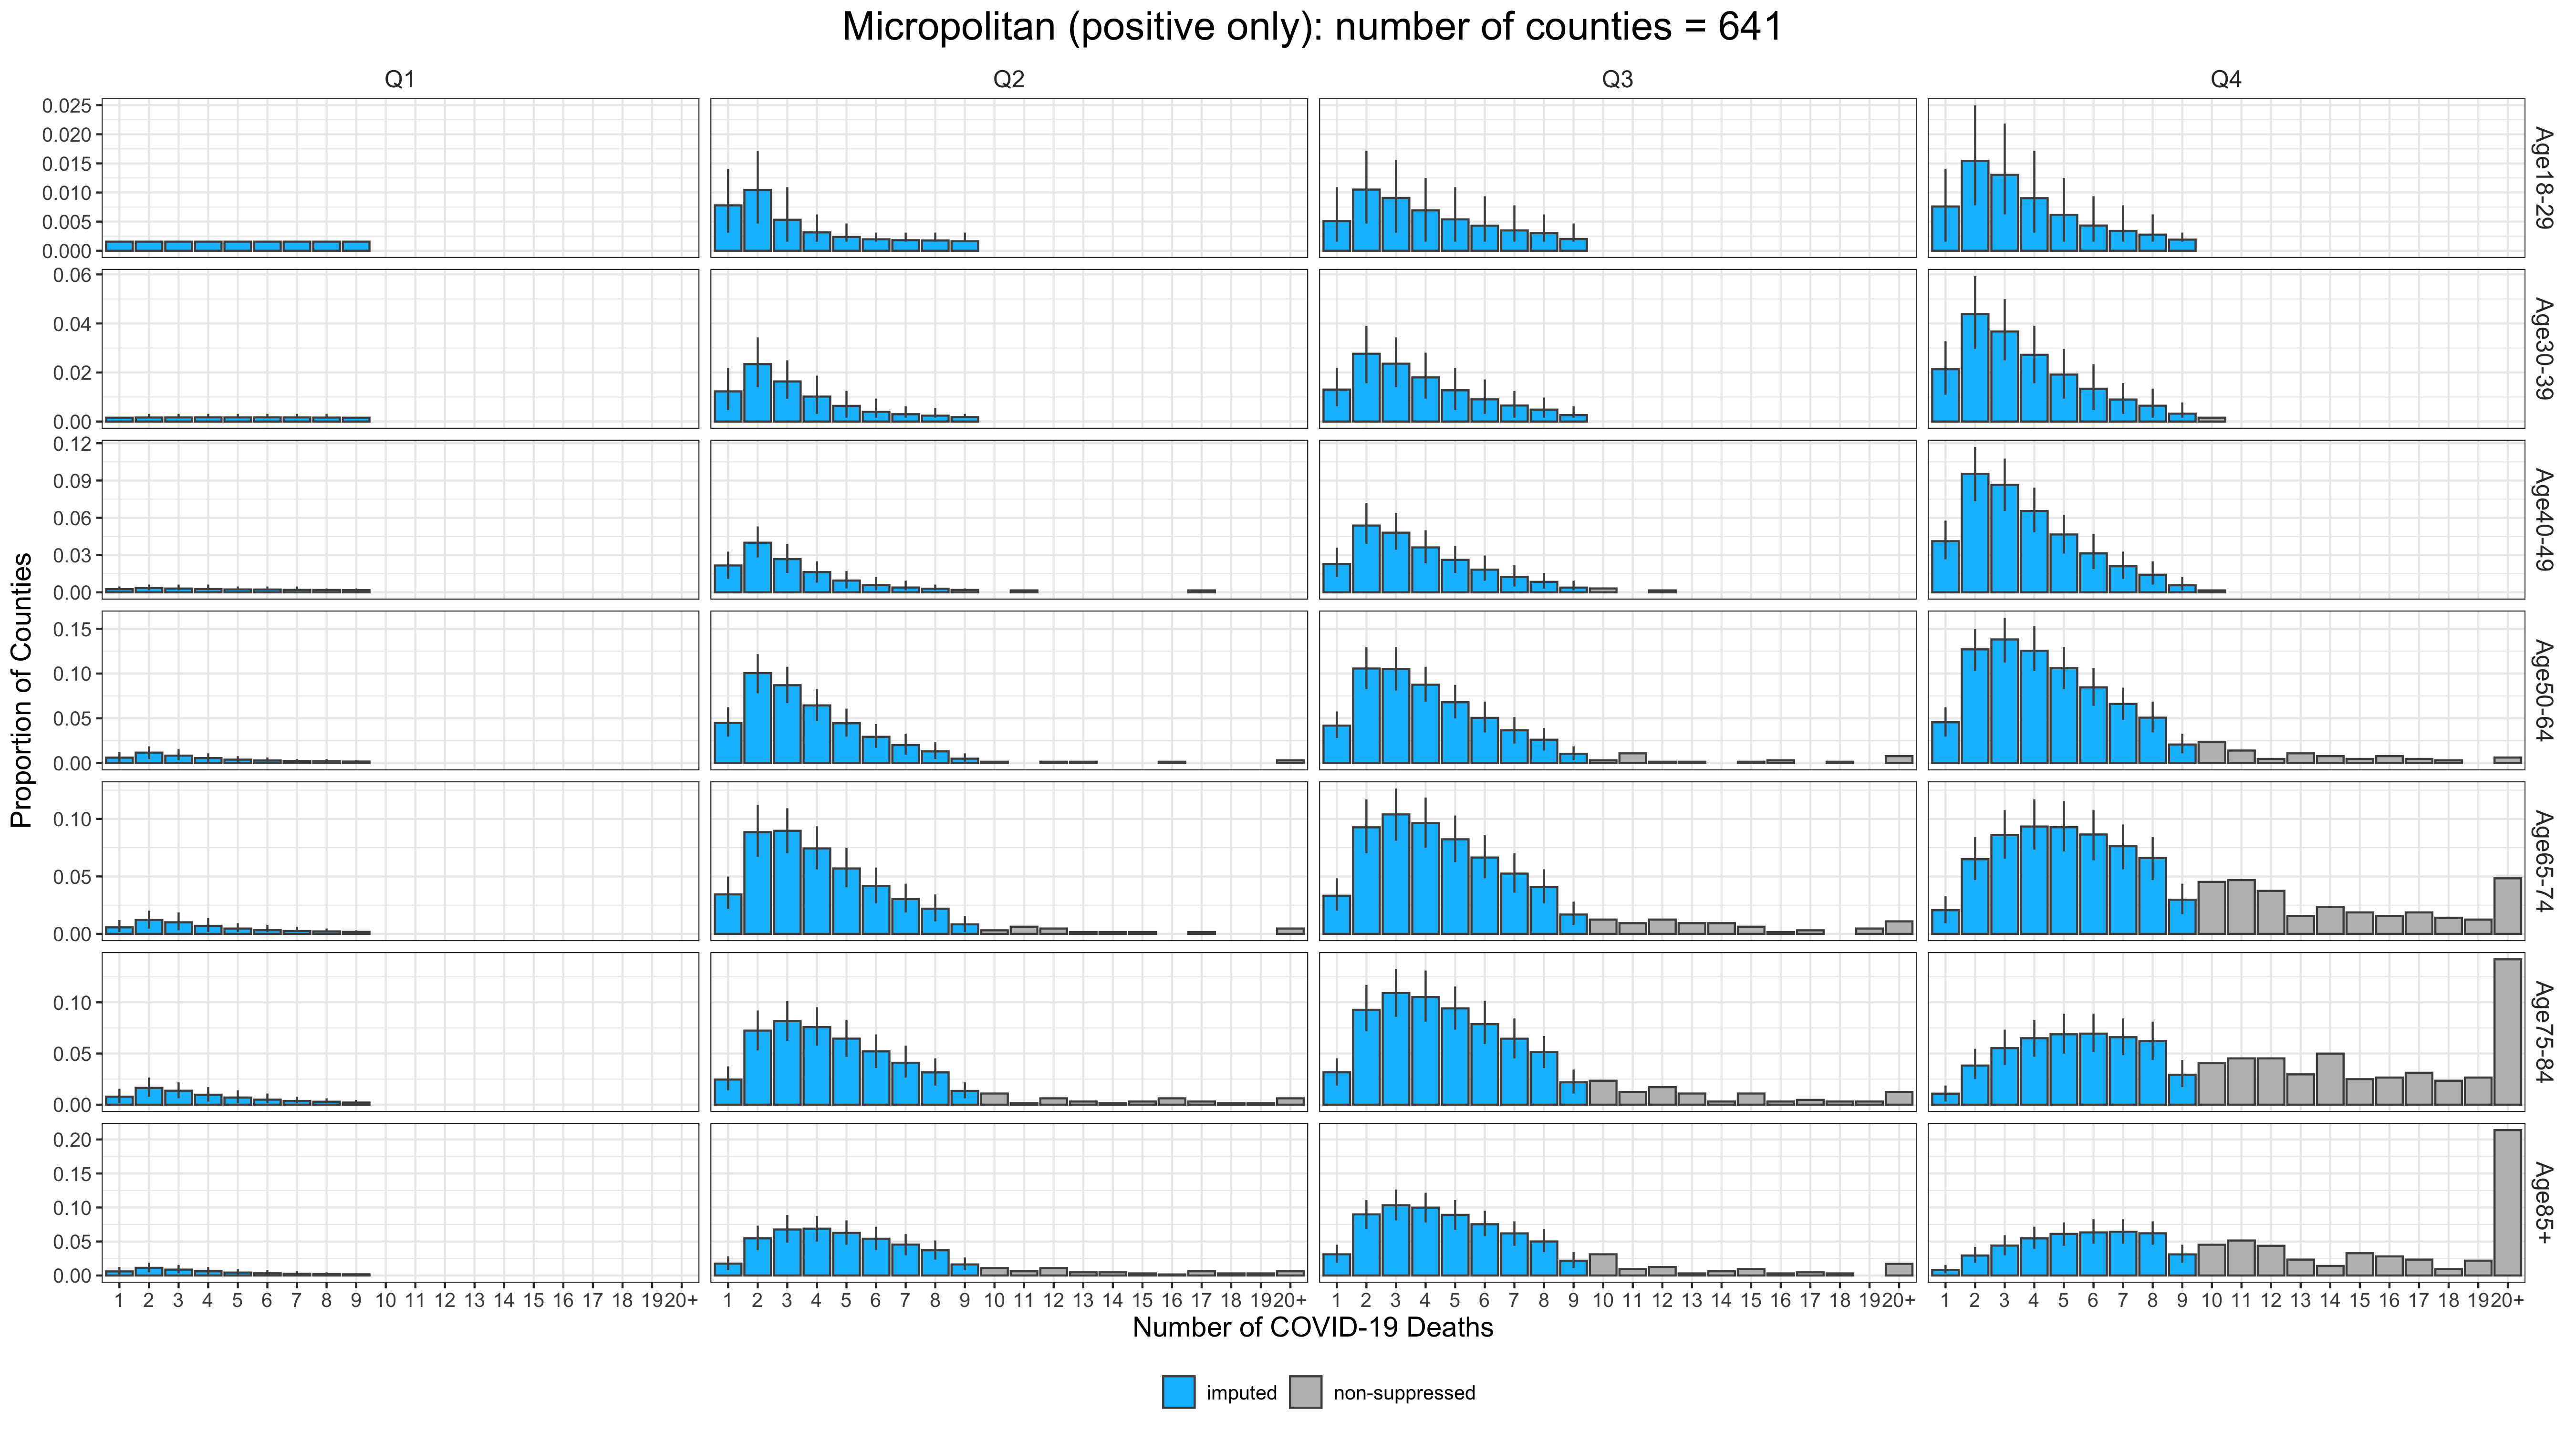 Micropolitan (positive only): number of counties = 641
Q1 Q2 Q3 Q4
0.025
0.020
0.015
0.010
0.005
0.000
Age18-29
0.06
0.04
0.02
0.00
Age30-39
0.12
0.09
0.06
0.03
0.00
Age40-49
0.15
0.10
0.05
0.00
Age50-64
0.10
0.05
0.00
Age65-74
0.10
0.05
0.00
Age75-84
0.20
0.15
0.10
0.05
0.00
Age85+
Proportion of Counties
1 2 3 4 5 6 7 8 9 10 11 12 13 14 15 16 17 18 19 20+ 1 2 3 4 5 6 7 8 9 10 11 12 13 14 15 16 17 18 19 20+ 1 2 3 4 5 6 7 8 9 10 11 12 13 14 15 16 17 18 19 20+ 1 2 3 4 5 6 7 8 9 10 11 12 13 14 15 16 17 18 19 20+
Number of COVID-19 Deaths
imputed non-suppressed